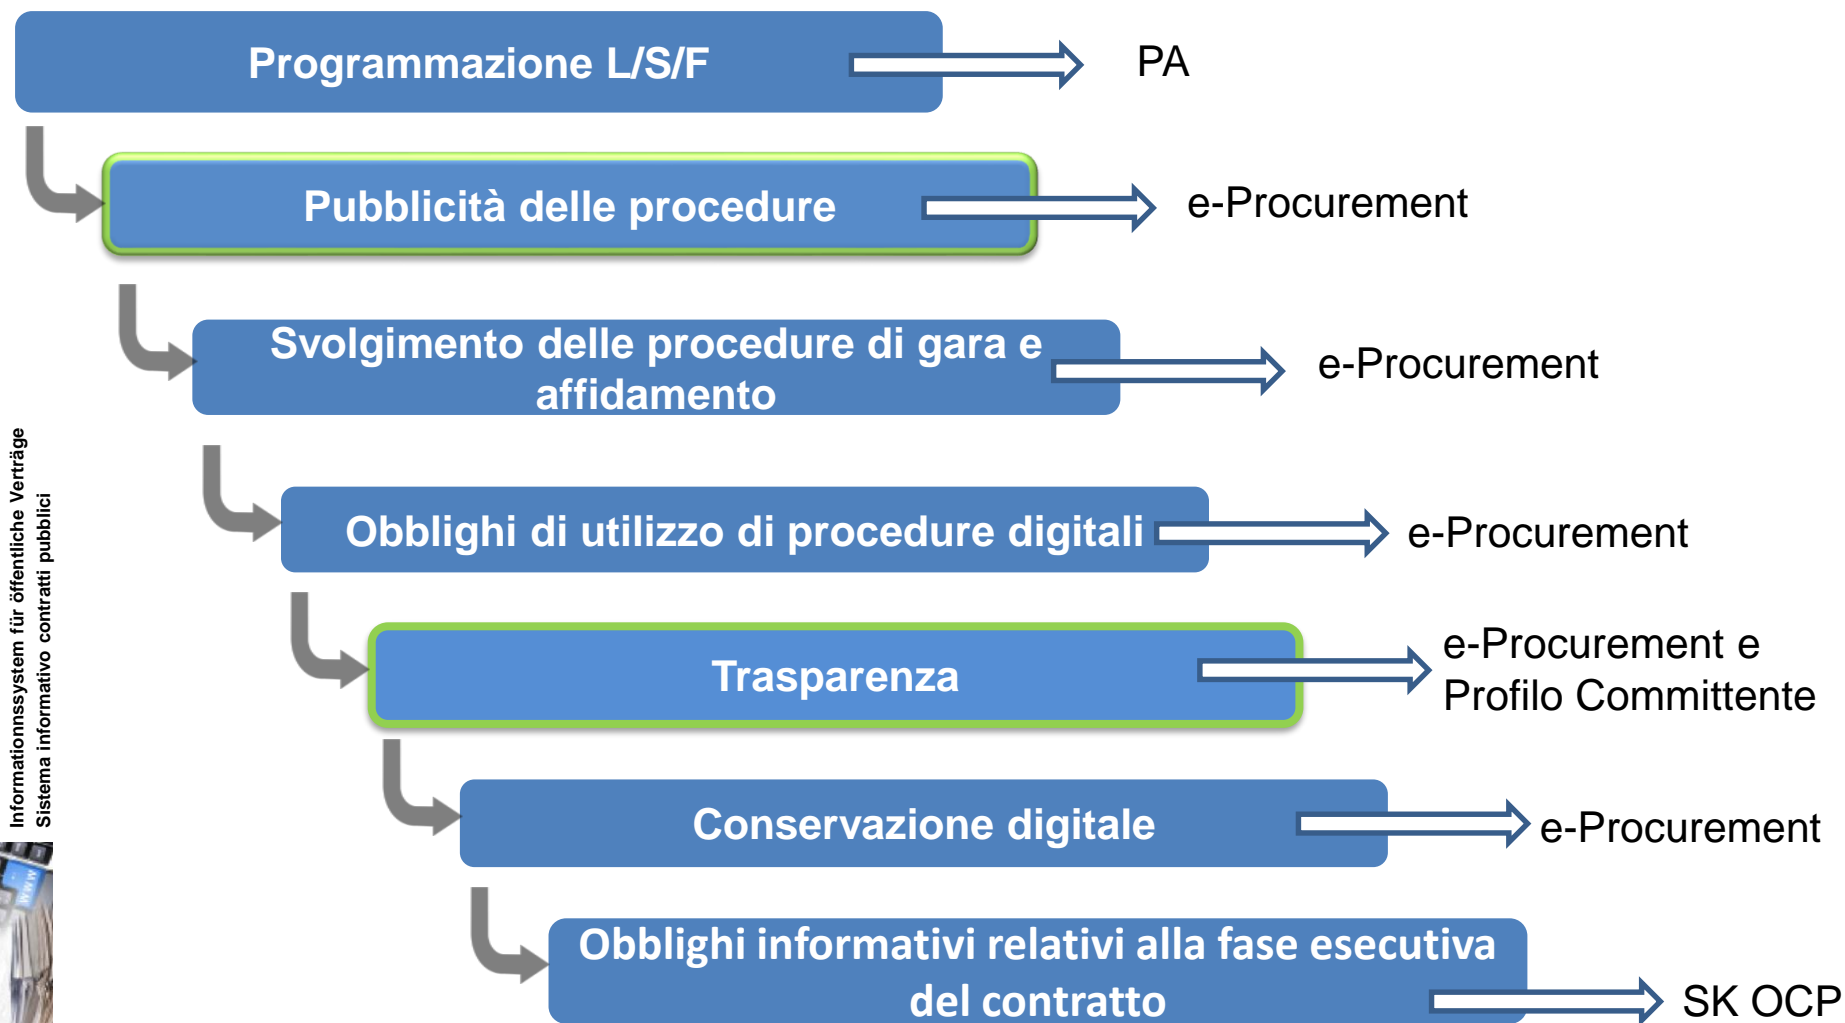 Programmazione L/S/F
PA
Pubblicità delle procedure
e-Procurement
Svolgimento delle procedure di gara e
affidamento
e-Procurement
Obblighi di utilizzo di procedure digitali
e-Procurement
Trasparenza
e-Procurement e
Profilo Committente
Conservazione digitale
e-Procurement
Obblighi informativi relativi alla fase esecutiva
del contratto
SK OCP
Informationnssystem für öffentliche Verträge
Sistema informativo contratti pubblici